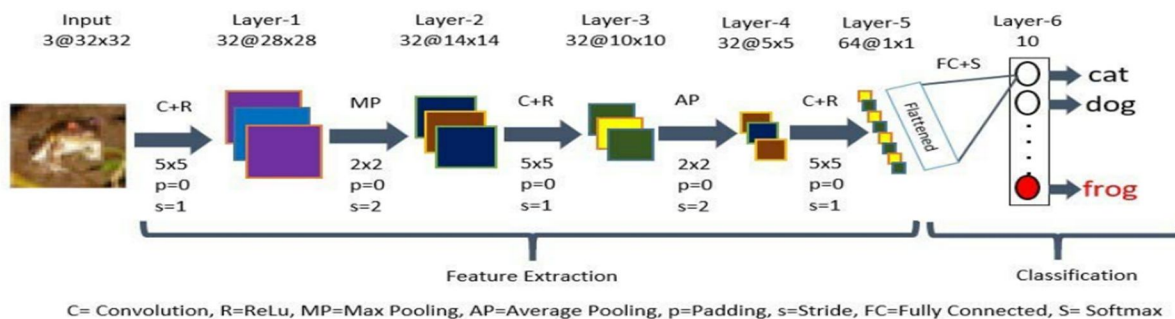 Input Layer-1 Layer-2 Layer-3 Layer-4 Layer-5 Layer-6
3@32x32 32@28x28 32@14x14 32@10x10 32@5x5 64@1x1 10
C+R MP C+R AP C+R FC+S
5x5 2x2 5x5 2x2 5x5
p=0 p=0 p=0 p=0 p=0
s=1 s=2 s=1 s=2 s=1
Flattened
cat
dog
frog
Feature Extraction Classification
C= Convolution, R=ReLu, MP=Max Pooling, AP=Average Pooling, p=Padding, s=Stride, FC=Fully Connected, S= Softmax